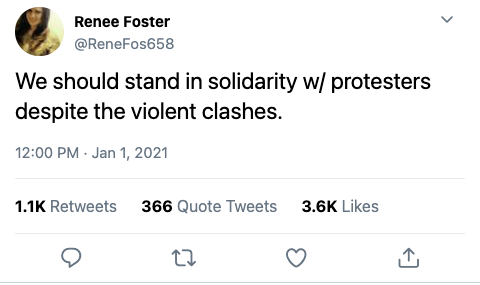 Renee Foster
@ReneFos658
We should stand in solidarity w/ protesters
despite the violent clashes.
12:00 PM · Jan 1, 2021
1.1K Retweets 366 Quote Tweets 3.6K Likes